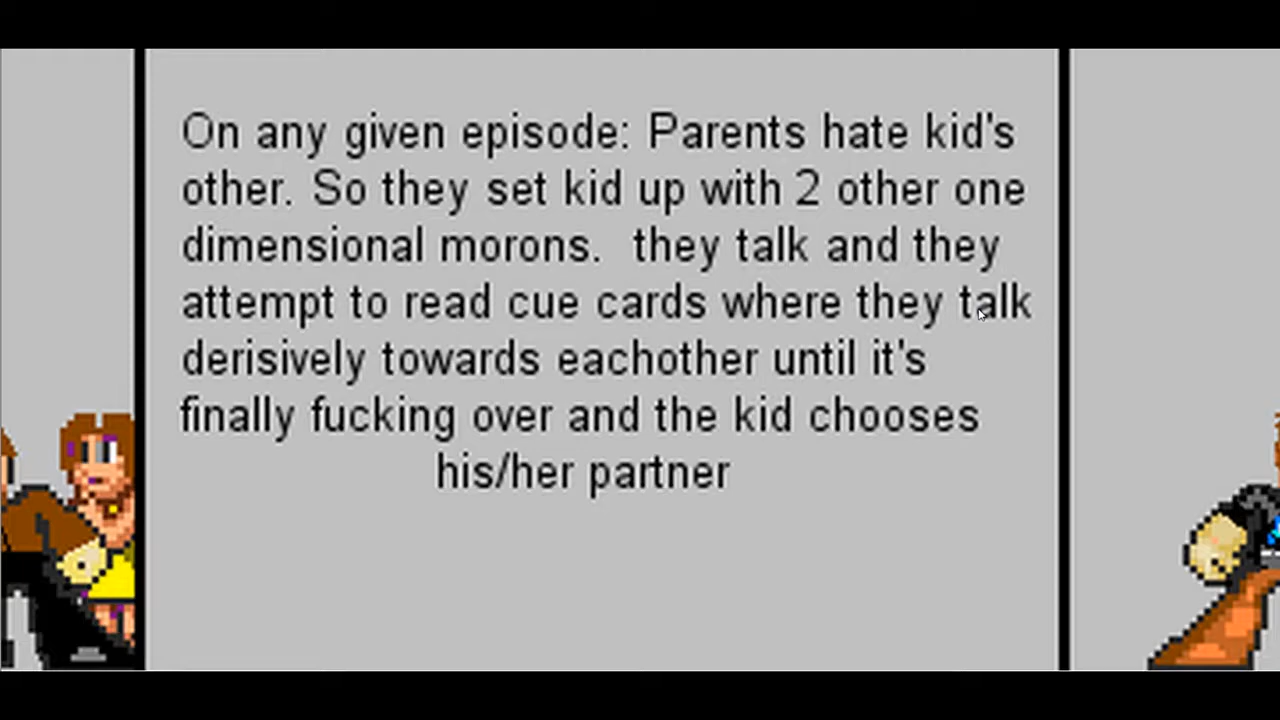 On any given episode: Parents hate kid's
other. So they set kid up with 2 other one
dimensional morons.  they talk and they
attempt to read cue cards where they talk
derisively towards eachother until it's
finally fucking over and the kid chooses
his/her partner